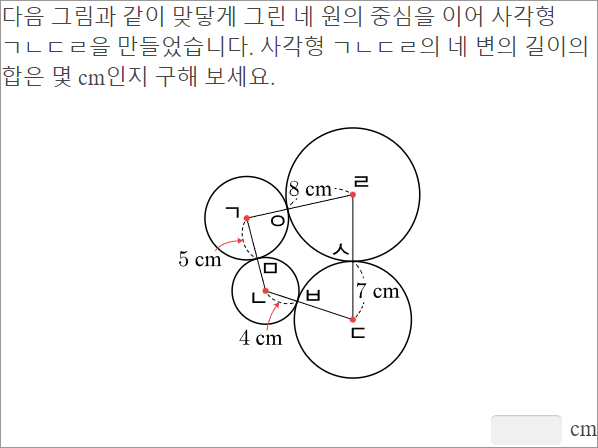 다음 그림과 같이 맞닿게 그린 네 원의 중심을 이어 사각형
ㄱㄴㄷㄹ을 만들었습니다. 사각형 ㄱㄴㄷㄹ의 네 변의 길이의
합은 몇 cm인지 구해 보세요.
ㄹ
8 cm
ㄱ
ㅇ
ㅅ
5 cm
ㅁ
ㄴ
ㅂ
7 cm
ㄷ
4 cm
cm